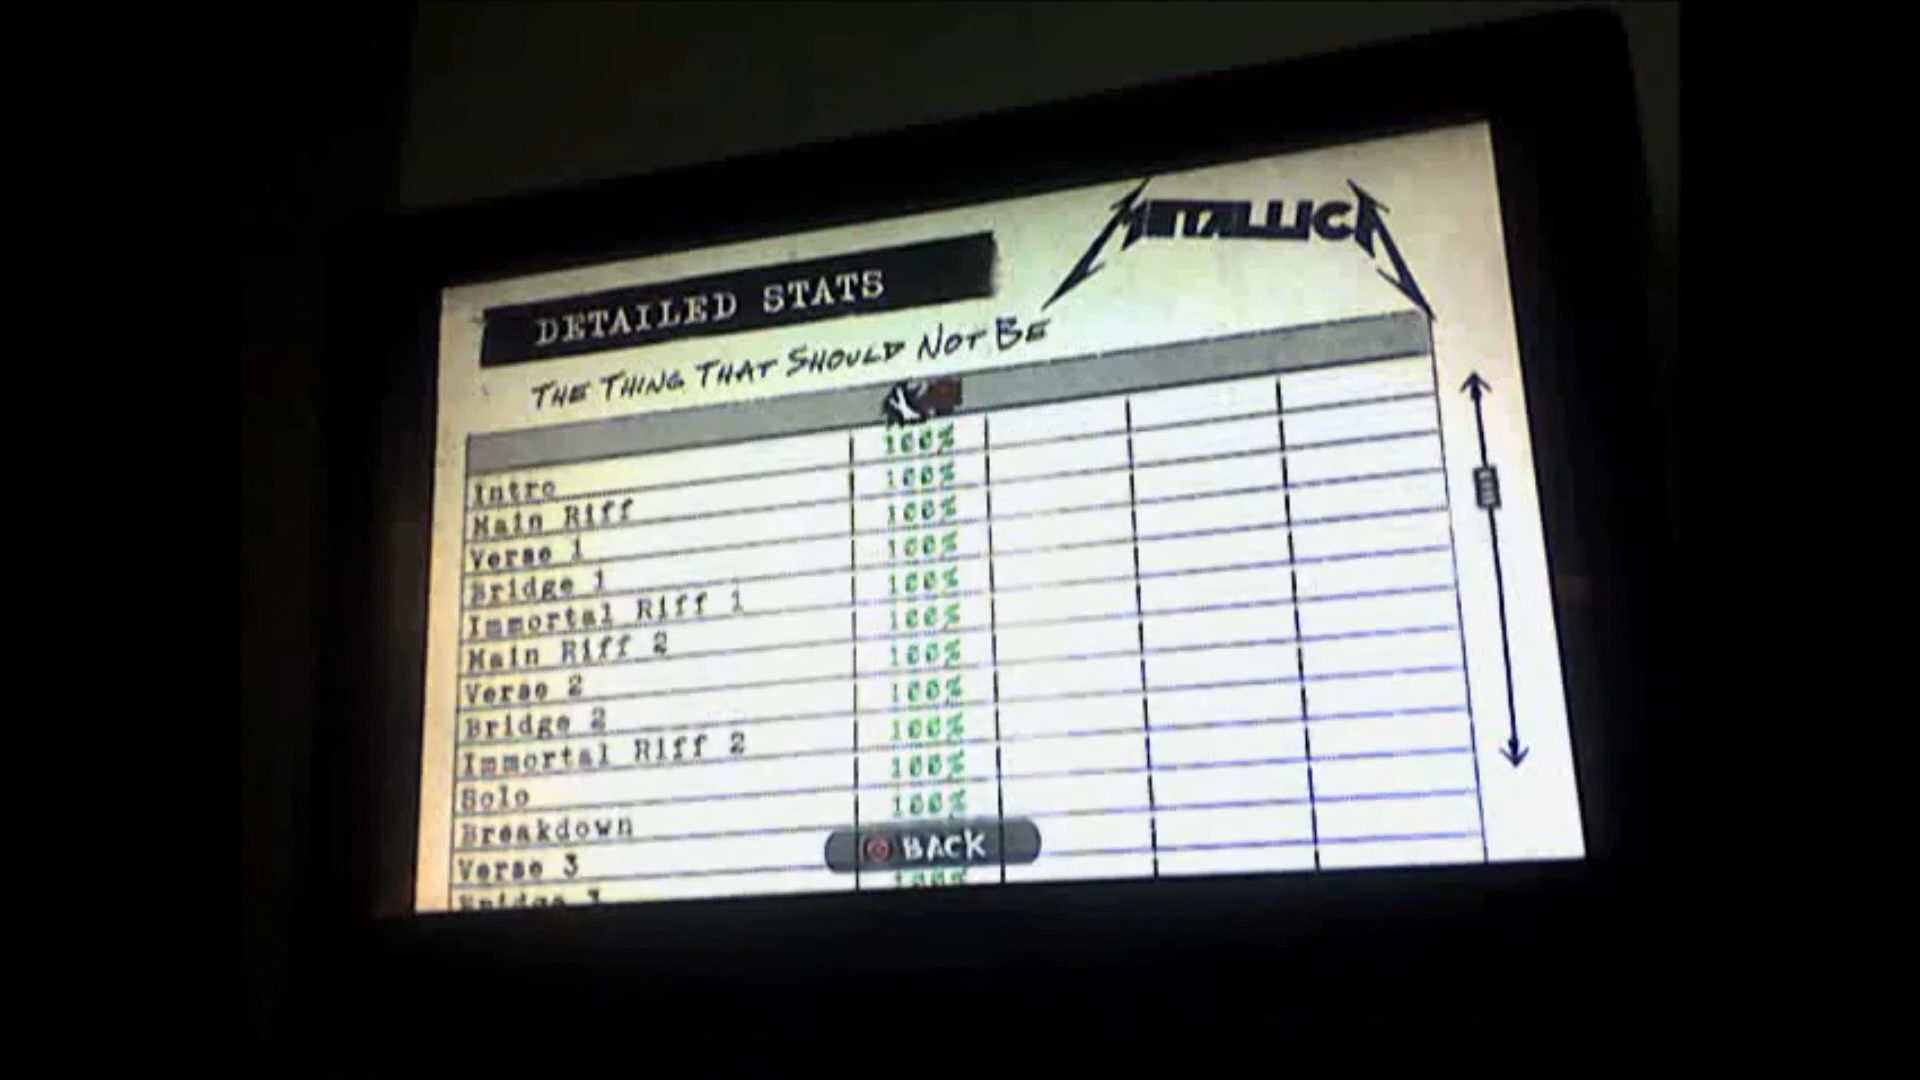 METALLICA
DETAILED STATS
THE THING THAT SHOULD NOT BE
Intro 100%
Main Riff 100%
Verse 1 100%
Bridge 1 100%
Immortal Riff 1 100%
Main Riff 2 100%
Verse 2 100%
Bridge 2 100%
Immortal Riff 2 100%
Solo 100%
Breakdown 100%
Verse 3
Bridge 3 100%
BACK